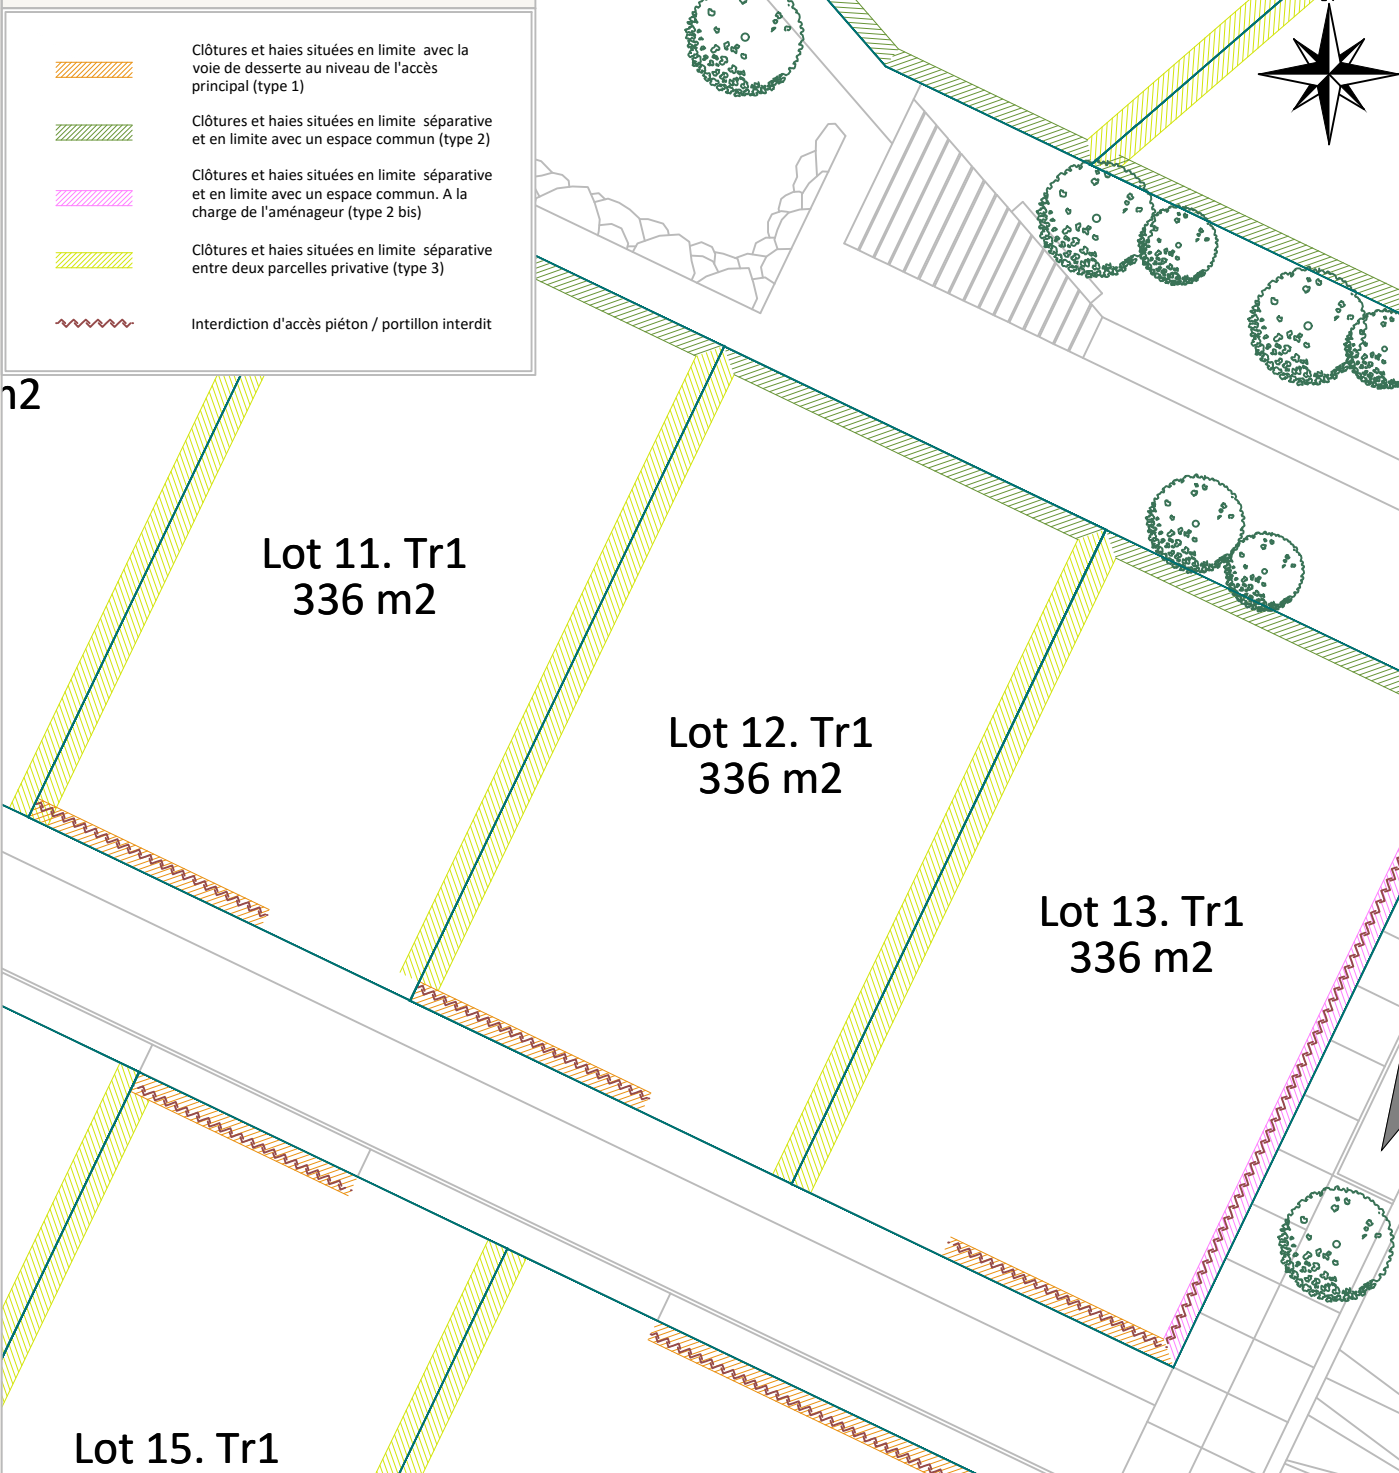 Clôtures et haies situées en limite avec la
voie de desserte au niveau de l'accès
principal (type 1)
Clôtures et haies situées en limite séparative
et en limite avec un espace commun (type 2)
Clôtures et haies situées en limite séparative
et en limite avec un espace commun. A la
charge de l'aménageur (type 2 bis)
Clôtures et haies situées en limite séparative
entre deux parcelles privative (type 3)
Interdiction d'accès piéton / portillon interdit
Lot 11. Tr1
336 m2
Lot 12. Tr1
336 m2
Lot 13. Tr1
336 m2
Lot 15. Tr1